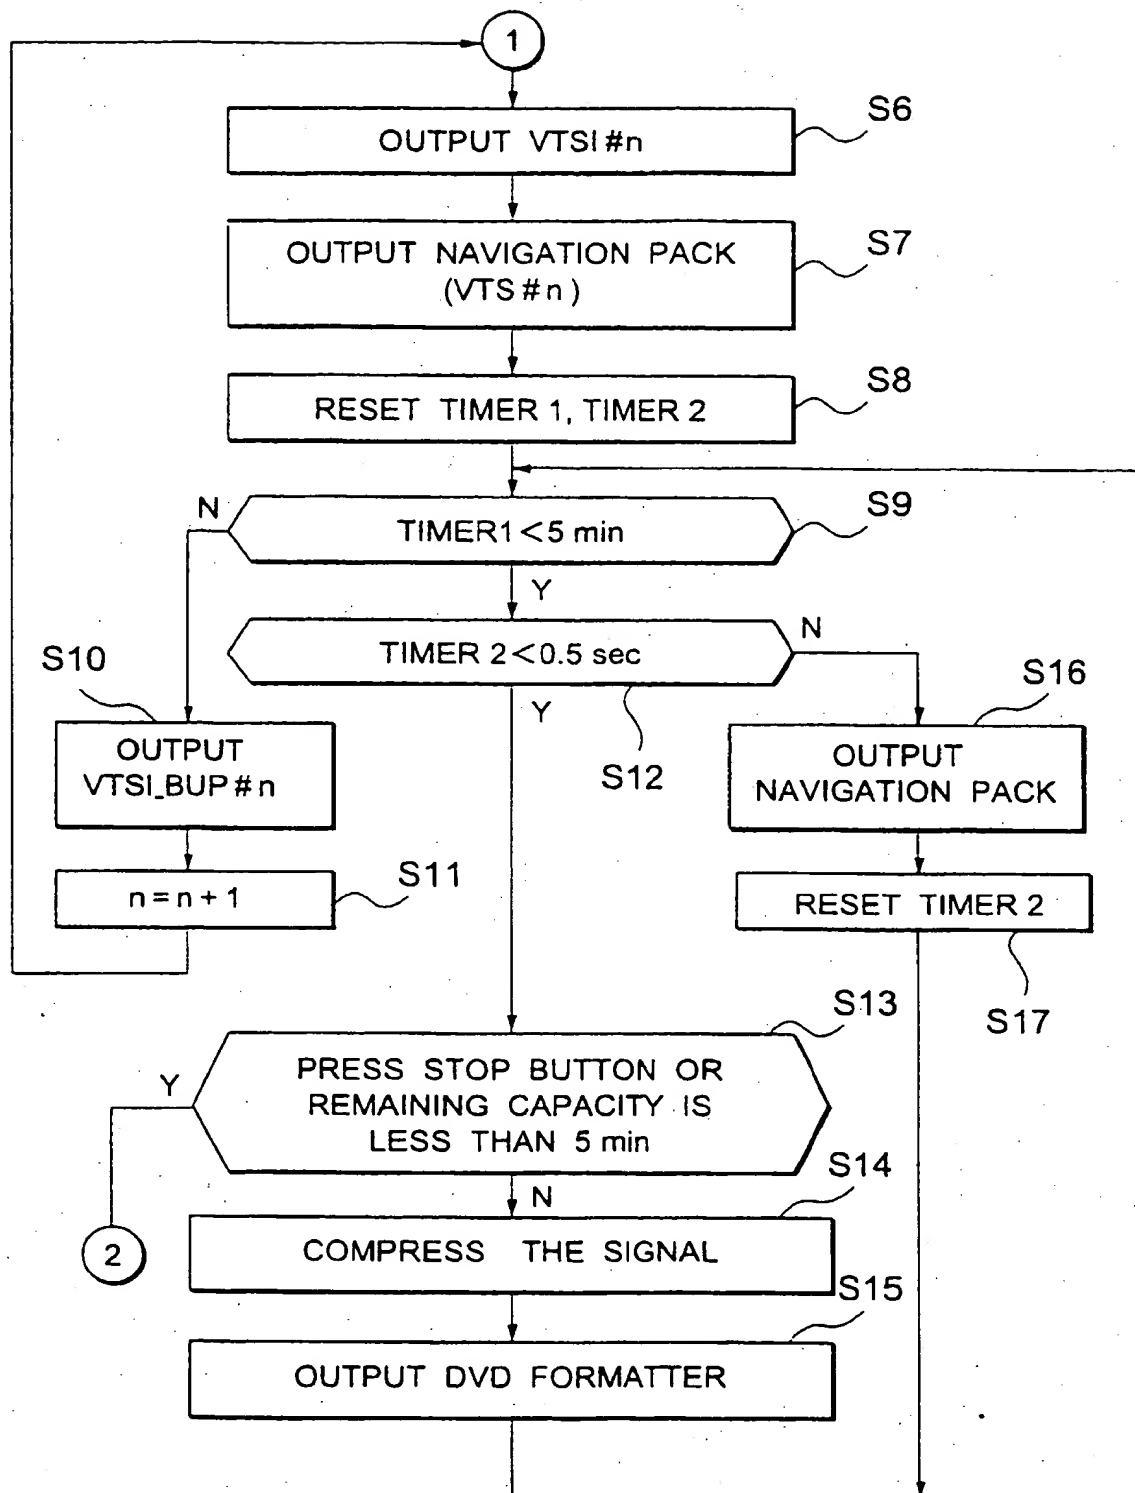 1
S6
OUTPUT VTSI#n
S7
OUTPUT NAVIGATION PACK
(VTS#n)
S8
RESET TIMER 1, TIMER 2
S9
N
TIMER1<5 min
Y
TIMER 2<0.5 sec
N
S10
Y
S16
OUTPUT
VTSI_BUP#n
S12
OUTPUT
NAVIGATION PACK
S11
n=n+1
RESET TIMER 2
S13
S17
PRESS STOP BUTTON OR
REMAINING CAPACITY IS
LESS THAN 5 min
Y
S14
N
2
COMPRESS THE SIGNAL
S15
OUTPUT DVD FORMATTER